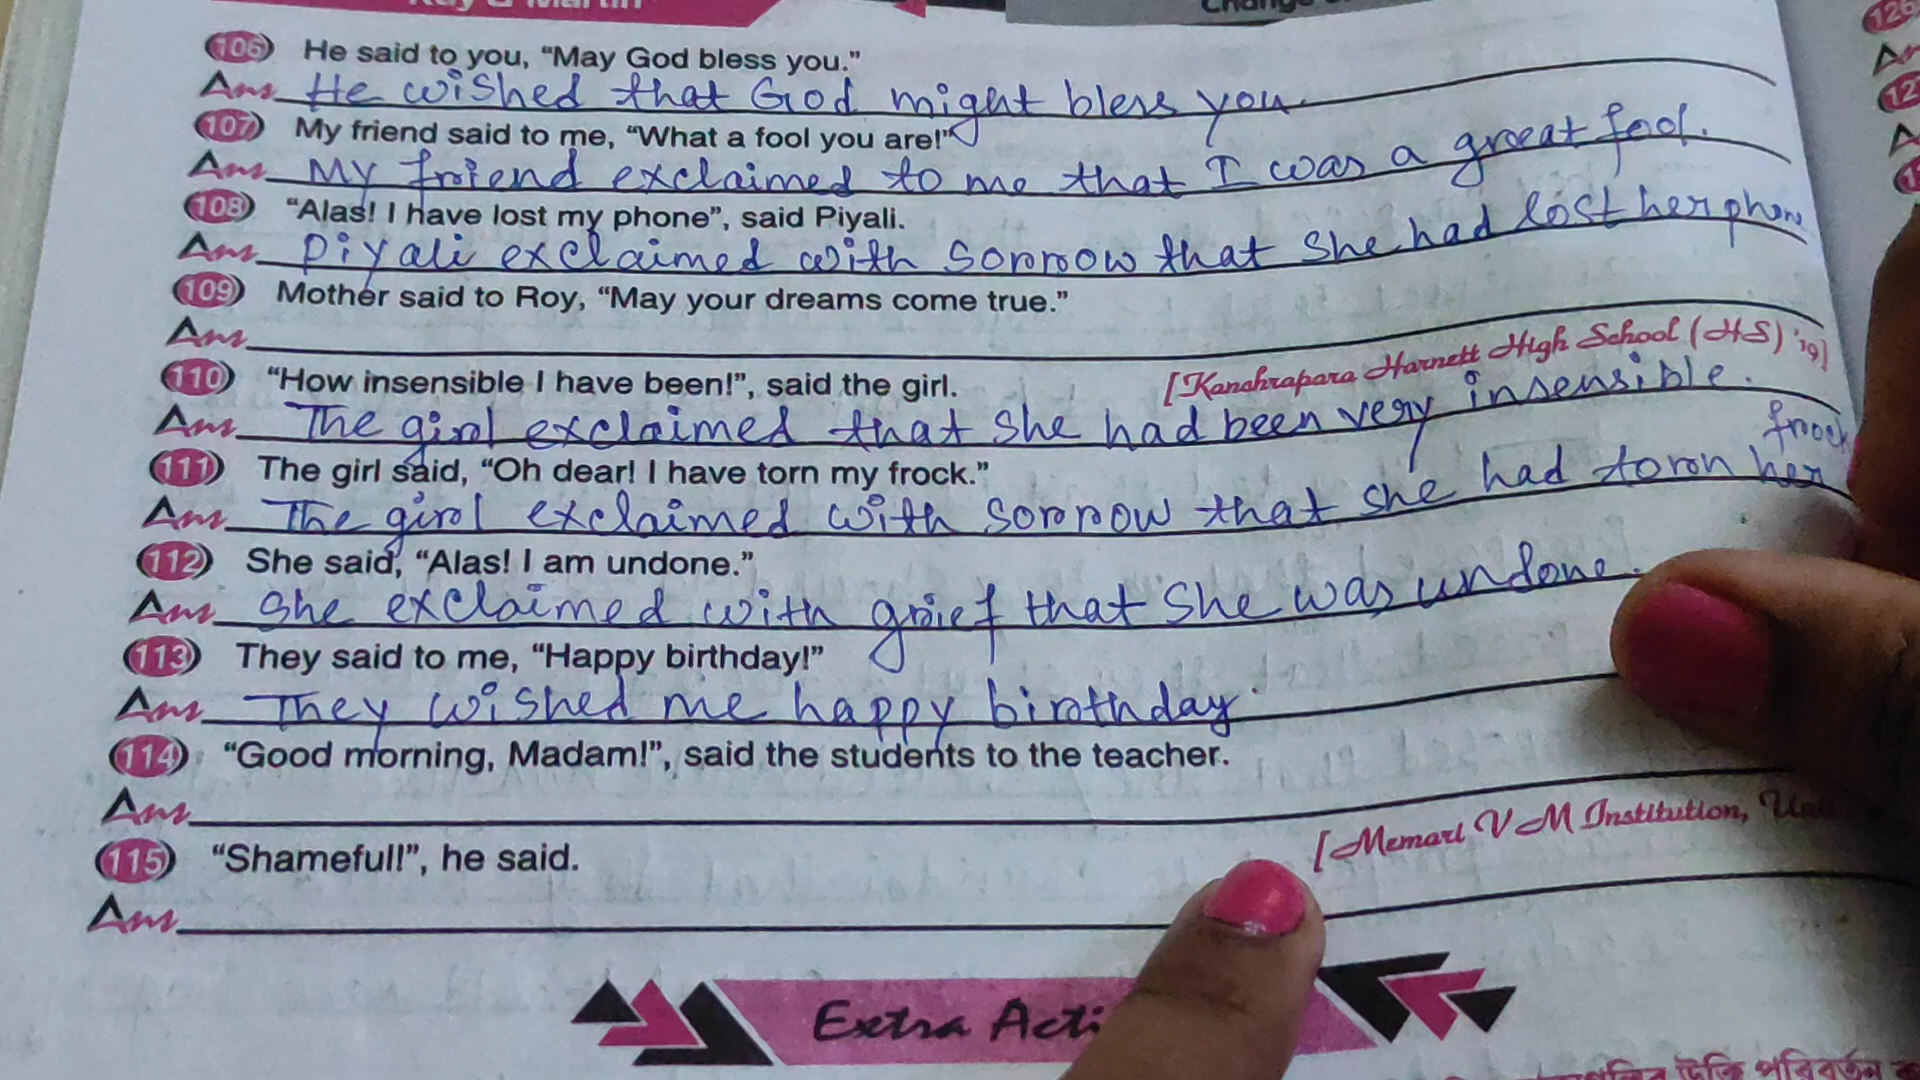 106 He said to you, “May God bless you.”
Ans He wished that God might bless you
107 My friend said to me, “What a fool you are!”
Ans My friend exclaimed to me that I was a great fool.
108 “Alas! I have lost my phone”, said Piyali.
Ans Piyali exclaimed with sorrow that she had lost her phone
109 Mother said to Roy, “May your dreams come true.”
Ans
[Kanchrapara Harnett High School (HS) '19]
110 “How insensible I have been!”, said the girl.
Ans The girl exclaimed that she had been very insensible.
111 The girl said, “Oh dear! I have torn my frock.”
frock
Ans The girl exclaimed with sorrow that she had toron her
112 She said, “Alas! I am undone.”
Ans She exclaimed with grief that she was undone.
113 They said to me, “Happy birthday!”
Ans They wished me happy birthday.
114 “Good morning, Madam!”, said the students to the teacher.
Ans
[Memari V M Institution,
115 “Shameful!”, he said.
Ans
Extra Acti